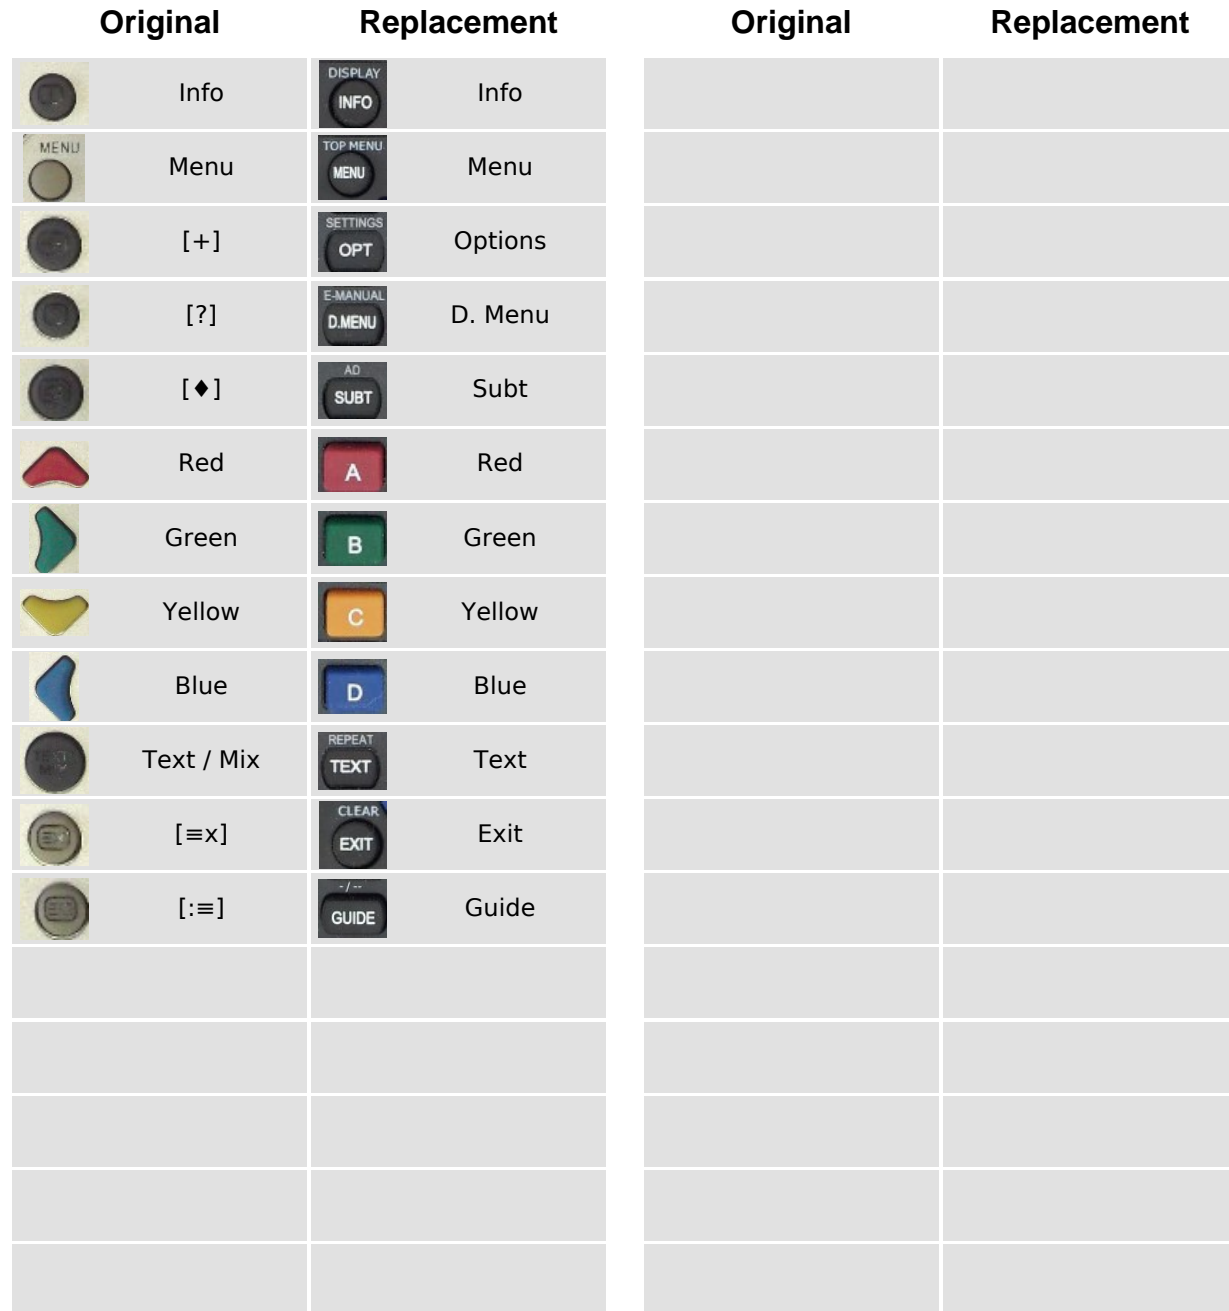 Original Replacement Original Replacement
Info DISPLAY INFO Info
MENU Menu TOP MENU MENU Menu
[+] SETTINGS OPT Options
[?] E-MANUAL D.MENU D. Menu
[♦] AD SUBT Subt
Red A Red
Green B Green
Yellow C Yellow
Blue D Blue
TEXT MIX Text / Mix REPEAT TEXT Text
[≡x] CLEAR EXIT Exit
[:≡] -/-- GUIDE Guide